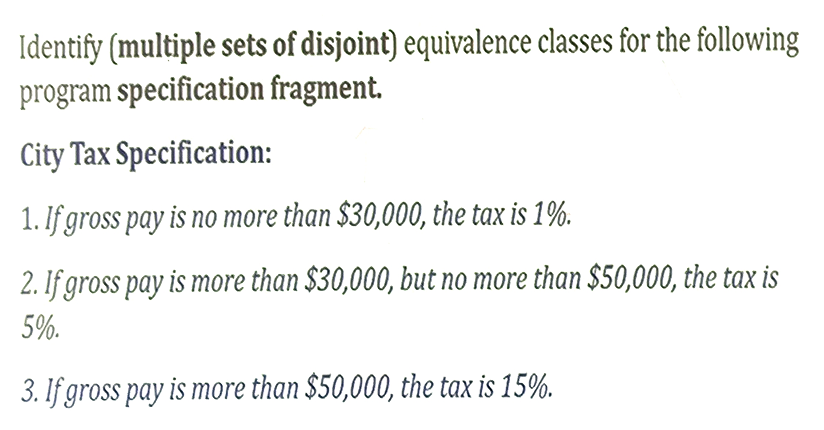 Identify (multiple sets of disjoint) equivalence classes for the following
program specification fragment.
City Tax Specification:
1. If gross pay is no more than $30,000, the tax is 1%.
2. If gross pay is more than $30,000, but no more than $50,000, the tax is
5%.
3. If gross pay is more than $50,000, the tax is 15%.